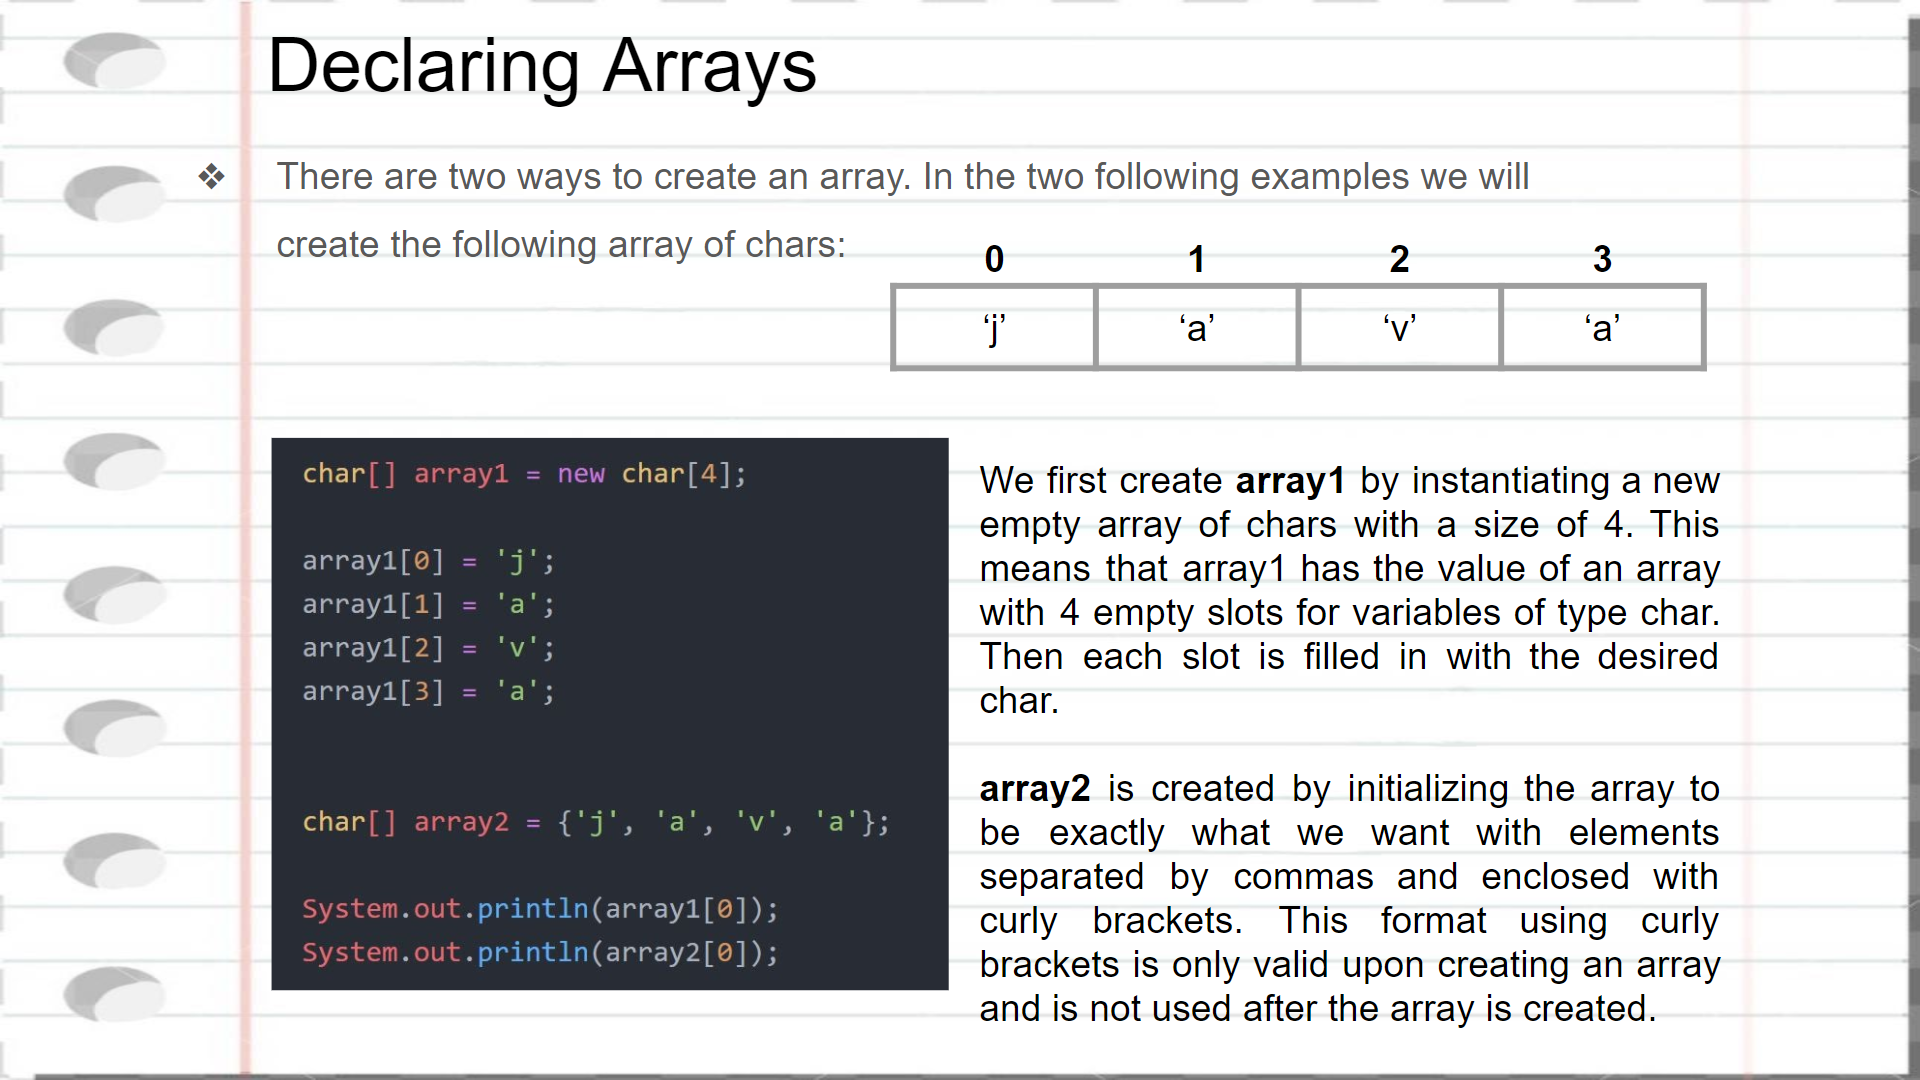 Declaring Arrays
❖ There are two ways to create an array. In the two following examples we will
create the following array of chars:
0 1 2 3
‘j’ ‘a’ ‘v’ ‘a’
char[] array1 = new char[4];
array1[0] = 'j';
array1[1] = 'a';
array1[2] = 'v';
array1[3] = 'a';
char[] array2 = {'j', 'a', 'v', 'a'};
System.out.println(array1[0]);
System.out.println(array2[0]);
We first create array1 by instantiating a new
empty array of chars with a size of 4. This
means that array1 has the value of an array
with 4 empty slots for variables of type char.
Then each slot is filled in with the desired
char.
array2 is created by initializing the array to
be exactly what we want with elements
separated by commas and enclosed with
curly brackets. This format using curly
brackets is only valid upon creating an array
and is not used after the array is created.